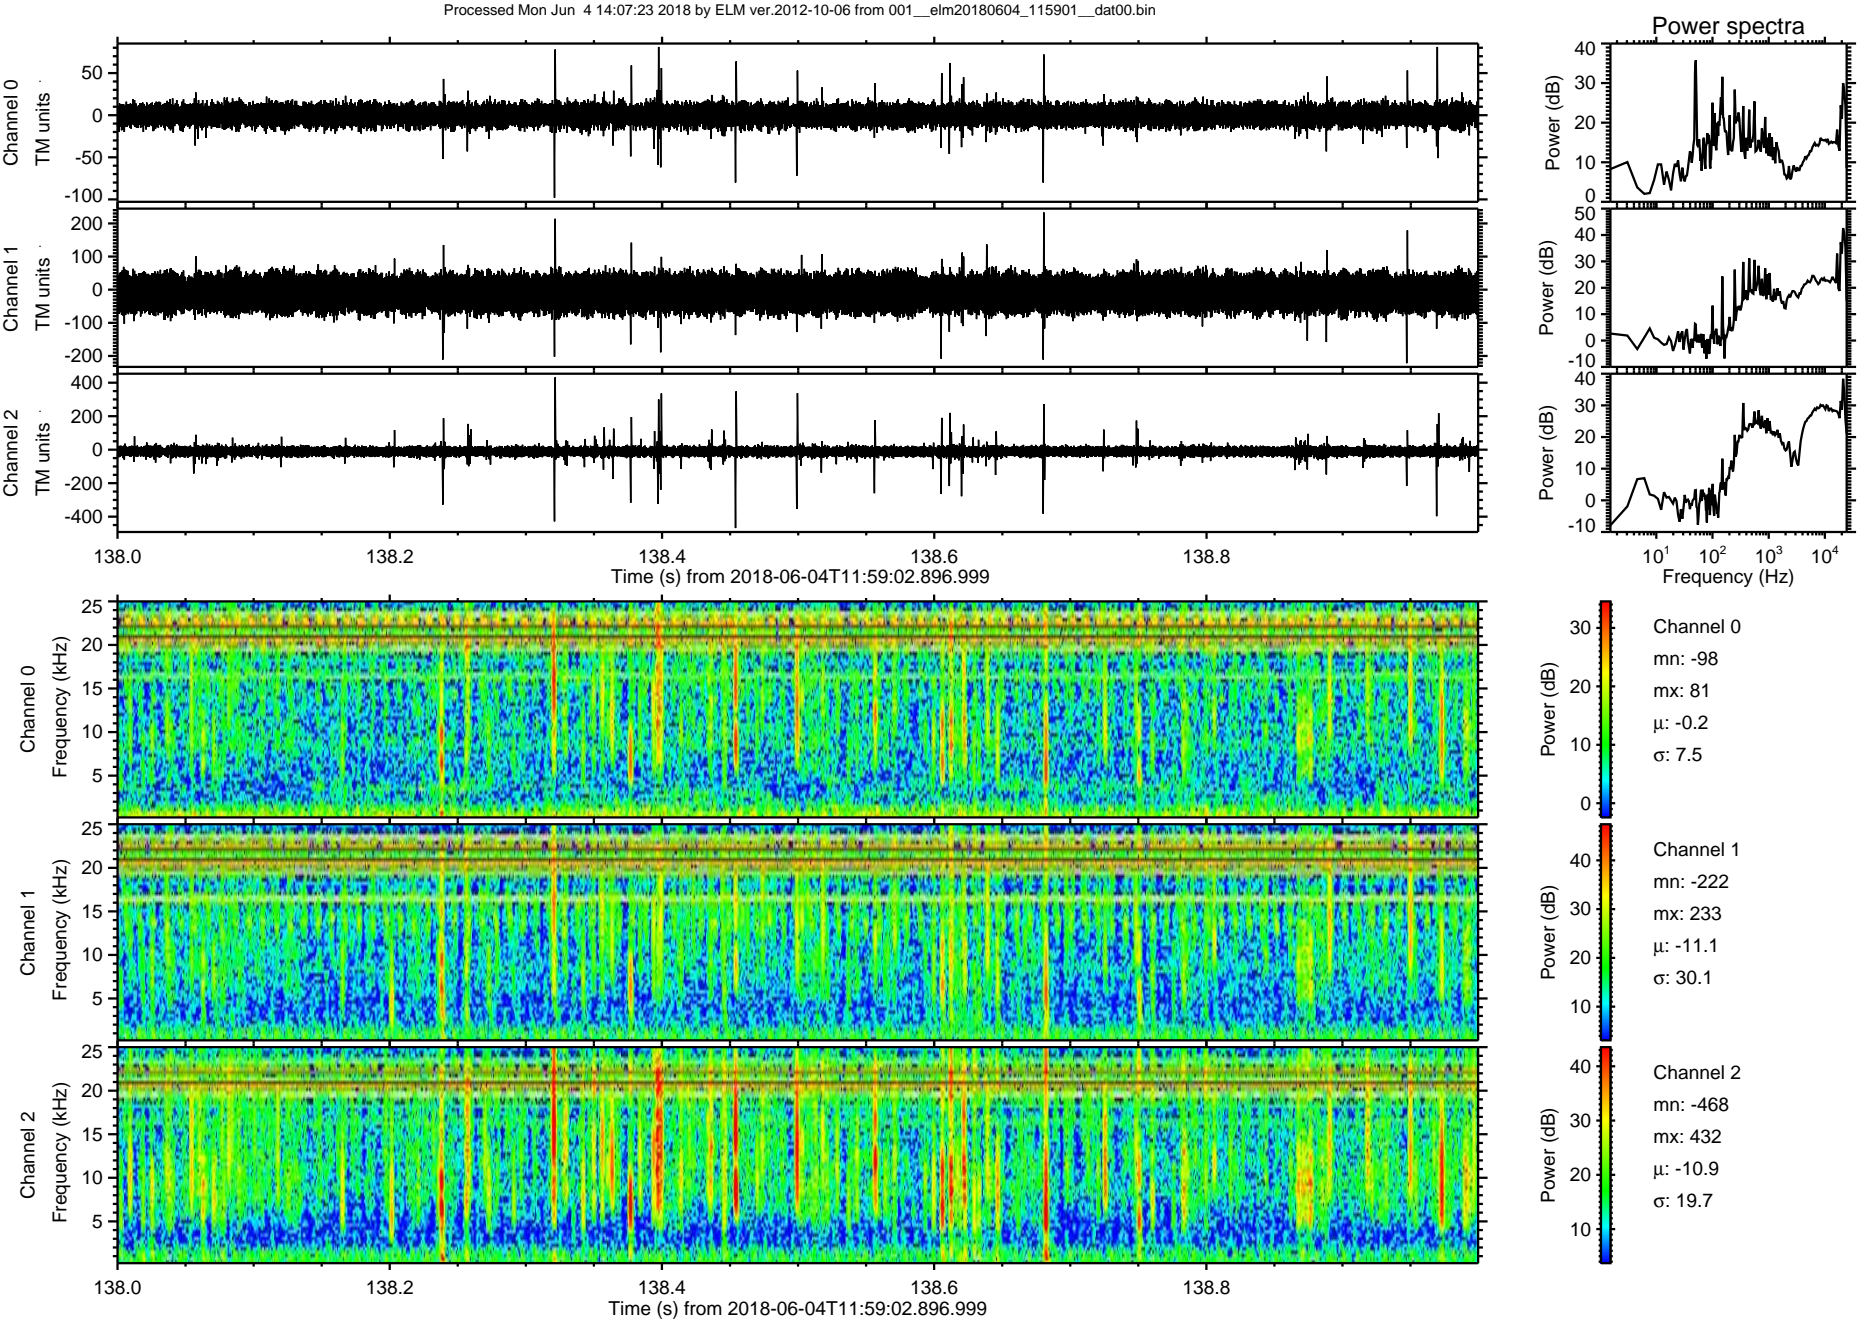 Processed Mon Jun  4 14:07:23 2018 by ELM ver.2012-10-06 from 001__elm20180604_115901__dat00.bin
Power spectra
Channel 0
TM units
50
0
-50
-100
Power (dB)
40
30
20
10
0
Channel 1
TM units
200
100
0
-100
-200
Power (dB)
50
40
30
20
10
0
-10
Channel 2
TM units
400
200
0
-200
-400
Power (dB)
40
30
20
10
0
-10
138.0 138.2 138.4 138.6 138.8
Time (s) from 2018-06-04T11:59:02.896.999
10¹ 10² 10³ 10⁴
Frequency (Hz)
Channel 0
Frequency (kHz)
25
20
15
10
5
Power (dB)
30
20
10
0
Channel 0
mn: -98
mx: 81
μ: -0.2
σ: 7.5
Channel 1
Frequency (kHz)
25
20
15
10
5
Power (dB)
40
30
20
10
Channel 1
mn: -222
mx: 233
μ: -11.1
σ: 30.1
Channel 2
Frequency (kHz)
25
20
15
10
5
Power (dB)
40
30
20
10
Channel 2
mn: -468
mx: 432
μ: -10.9
σ: 19.7
138.0 138.2 138.4 138.6 138.8
Time (s) from 2018-06-04T11:59:02.896.999